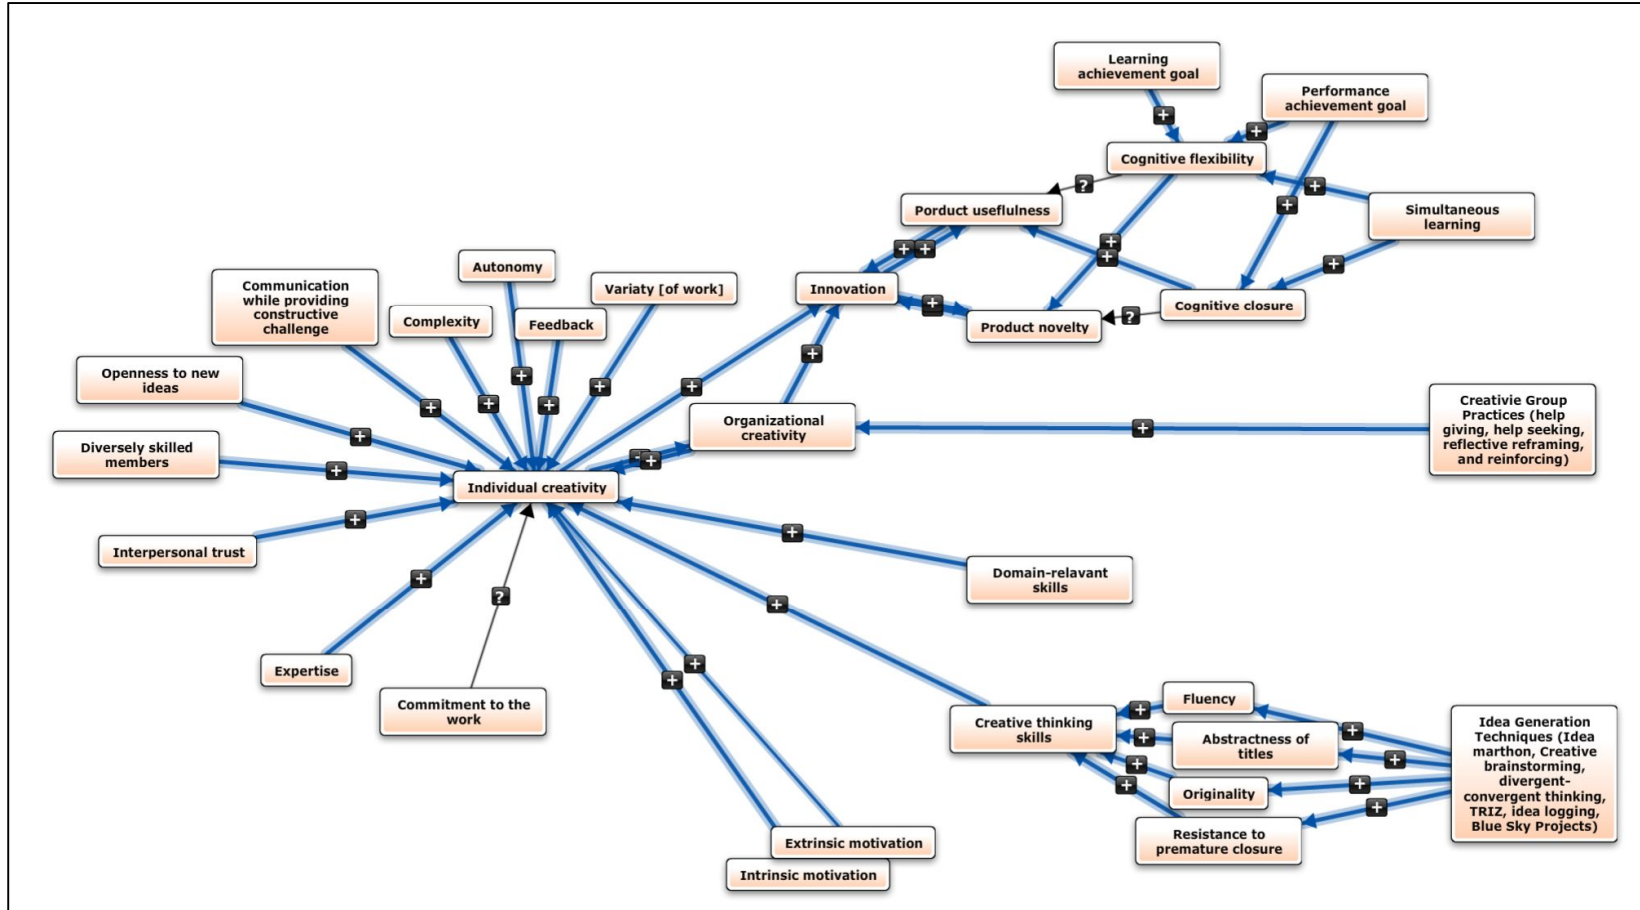 Learning
achievement goal
Performance
achievement goal
+
+
Cognitive flexibility
?
+
+
Porduct useflulness
Simultaneous
learning
+
+
+
+
+
Autonomy
Communication
while providing
constructive
challenge
Variaty [of work]
Innovation
+
Cognitive closure
Complexity
Feedback
Product novelty
?
+
Openness to new
ideas
+
+
+
+
+
+
Organizational
creativity
+
Creativie Group
Practices (help
giving, help seeking,
reflective reframing,
and reinforcing)
+
Diversely skilled
members
+
+
Individual creativity
+
Interpersonal trust
+
Domain-relavant
skills
+
?
+
Expertise
+
+
Commitment to the
work
Creative thinking
skills
+
Fluency
+
+
Abstractness of
titles
+
+
Originality
+
+
Resistance to
premature closure
+
Idea Generation
Techniques (Idea
marthon, Creative
brainstorming,
divergent-
convergent thinking,
TRIZ, idea logging,
Blue Sky Projects)
Extrinsic motivation
Intrinsic motivation